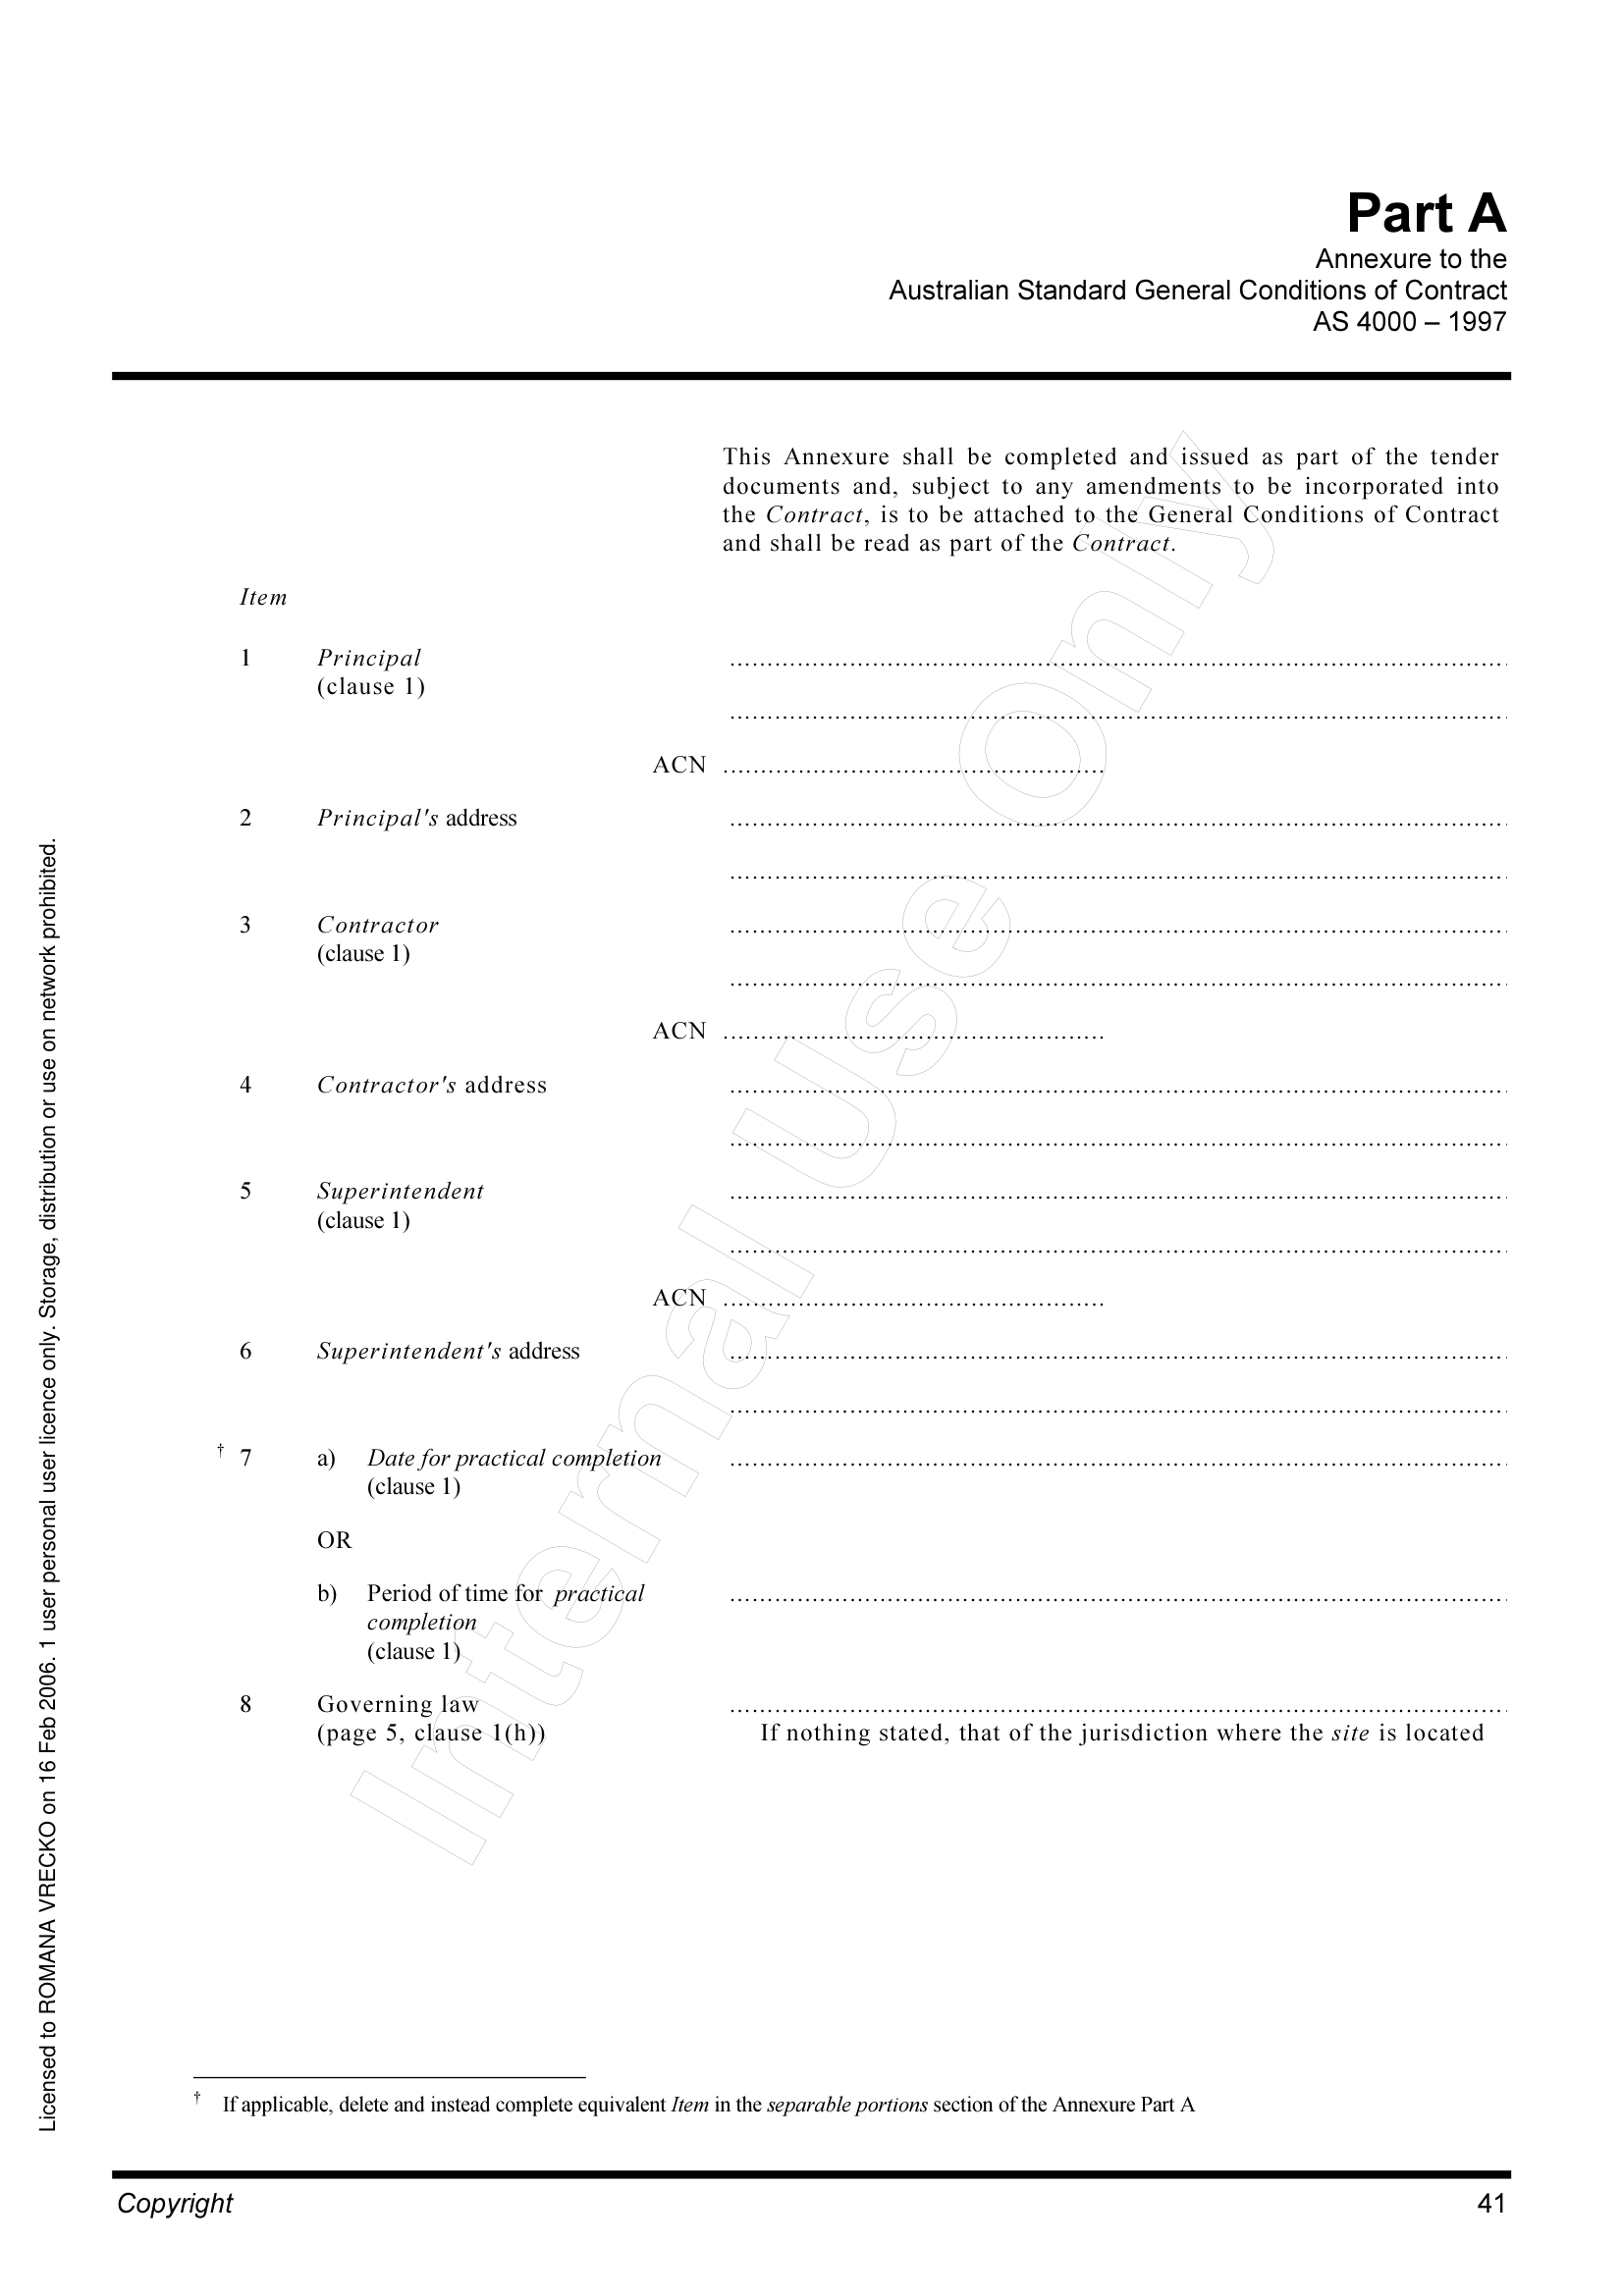 Part A
Annexure to the
Australian Standard General Conditions of Contract
AS 4000 – 1997
This Annexure shall be completed and issued as part of the tender
documents and, subject to any amendments to be incorporated into
the Contract, is to be attached to the General Conditions of Contract
and shall be read as part of the Contract.
Item
1 Principal ....................................................................................................
(clause 1)
....................................................................................................
ACN ..................................................
2 Principal's address ....................................................................................................
....................................................................................................
3 Contractor ....................................................................................................
(clause 1)
....................................................................................................
ACN ..................................................
4 Contractor's address ....................................................................................................
....................................................................................................
5 Superintendent ....................................................................................................
(clause 1)
....................................................................................................
ACN ..................................................
6 Superintendent's address ....................................................................................................
....................................................................................................
† 7 a) Date for practical completion ....................................................................................................
(clause 1)
OR
b) Period of time for practical ....................................................................................................
completion
(clause 1)
8 Governing law ....................................................................................................
(page 5, clause 1(h)) If nothing stated, that of the jurisdiction where the site is located
† If applicable, delete and instead complete equivalent Item in the separable portions section of the Annexure Part A
Copyright 41
Licensed to ROMANA VRECKO on 16 Feb 2006. 1 user personal user licence only. Storage, distribution or use on network prohibited.
Internal use Only